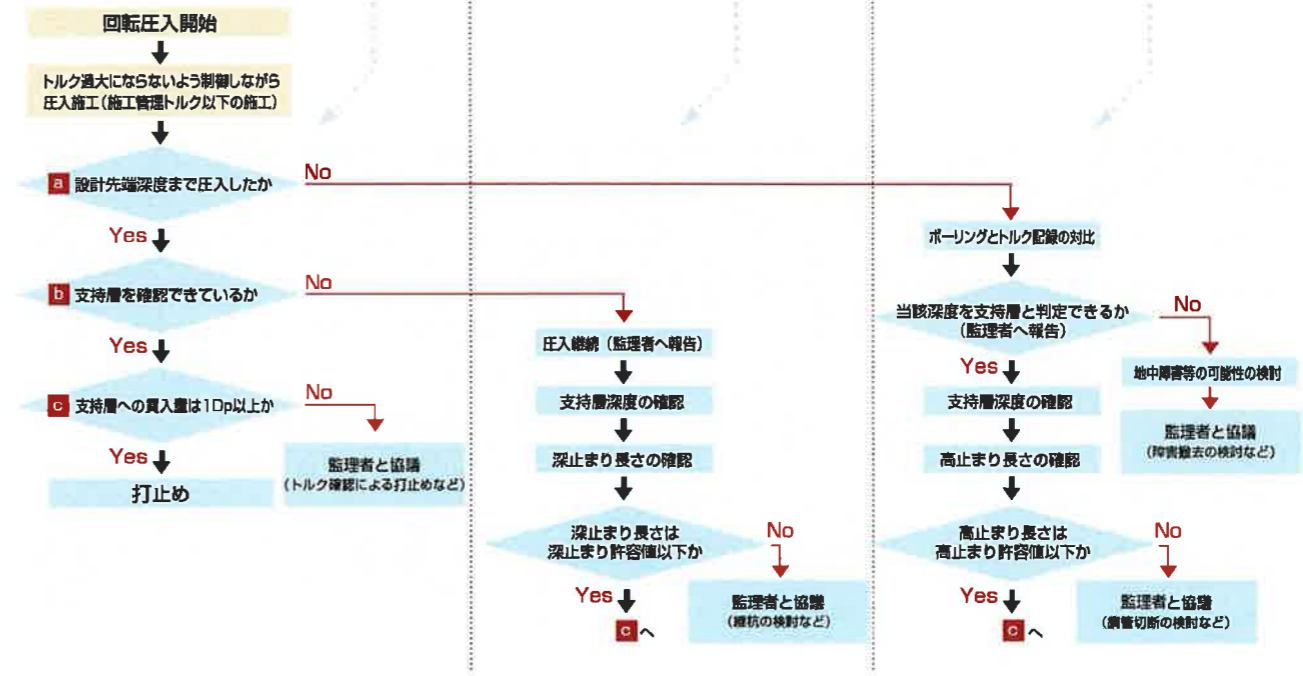 回転圧入開始
トルク過大にならないよう制御しながら
圧入施工(施工管理トルク以下の施工)
a 設計先端深度まで圧入したか
No
Yes
b 支持層を確認できているか
No
Yes
c 支持層への貫入量は1Dp以上か
No
Yes
打止め
監理者と協議
(トルク確認による打止めなど)
圧入継続(監理者へ報告)
支持層深度の確認
深止まり長さの確認
深止まり長さは
深止まり許容値以下か
No
Yes
c へ
監理者と協議
(継杭の検討など)
ボーリングとトルク記録の対比
当該深度を支持層と判定できるか
(監理者へ報告)
No
Yes
地中障害等の可能性の検討
監理者と協議
(障害撤去の検討など)
支持層深度の確認
高止まり長さの確認
高止まり長さは
高止まり許容値以下か
No
Yes
c へ
監理者と協議
(鋼管切断の検討など)